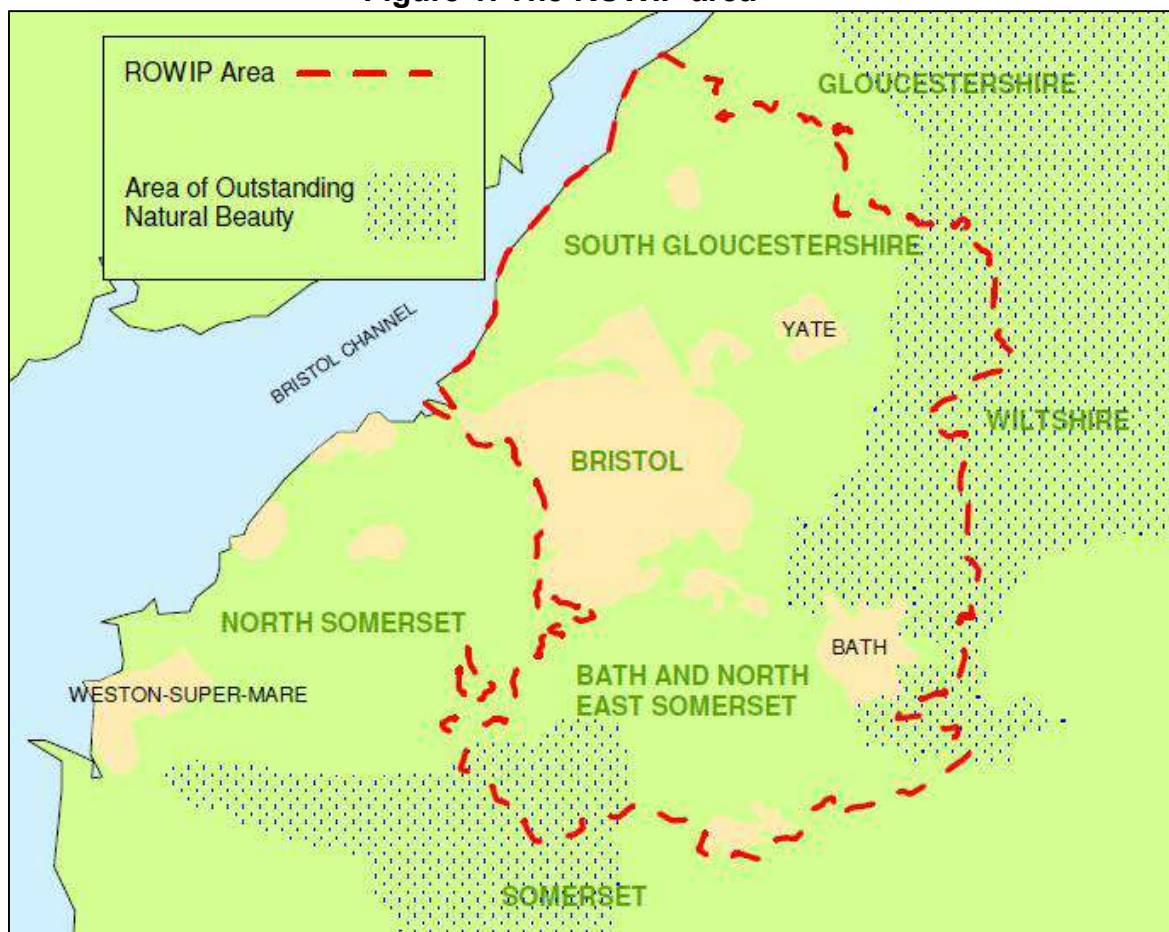 ROWIP Area
Area of Outstanding
Natural Beauty
GLOUCESTERSHIRE
SOUTH GLOUCESTERSHIRE
YATE
BRISTOL CHANNEL
WILTSHIRE
BRISTOL
NORTH SOMERSET
BATH
BATH AND NORTH
EAST SOMERSET
WESTON-SUPER-MARE
SOMERSET